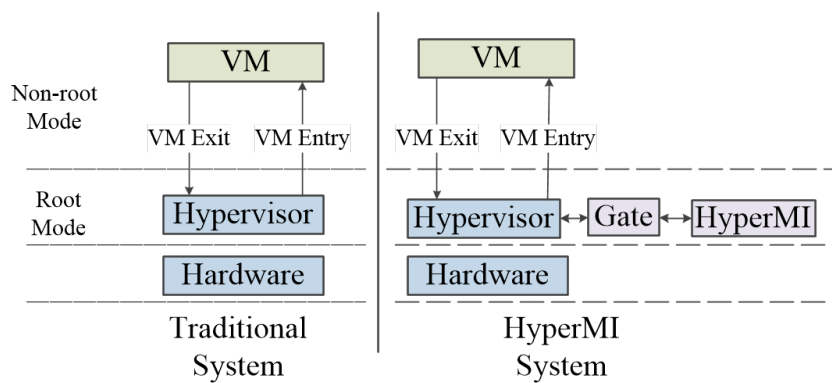 VM
VM
Non-root
Mode
VM Exit
VM Entry
VM Exit
VM Entry
Root
Mode
Hypervisor
Hypervisor
Gate
HyperMI
Hardware
Hardware
Traditional
System
HyperMI
System